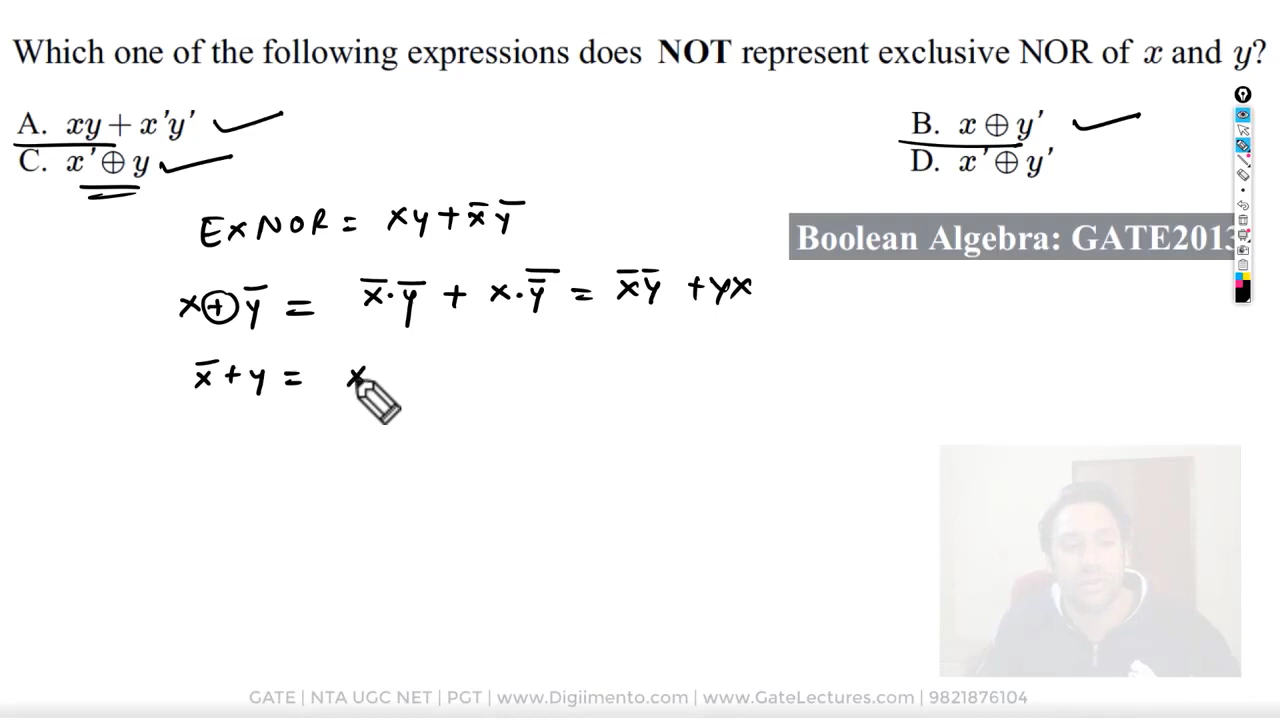 Which one of the following expressions does NOT represent exclusive NOR of x and y?
A. xy + x'y'
B. x ⊕ y'
C. x' ⊕ y
D. x' ⊕ y'
Boolean Algebra: GATE2013
ExNOR = xy + x̅ y̅
x ⊕ y̅ = x̅·y̅ + x·y̿ = x̅y̅ + yx
x̅ + y = x
GATE | NTA UGC NET | PGT | www.Digiimento.com | www.GateLectures.com | 9821876104